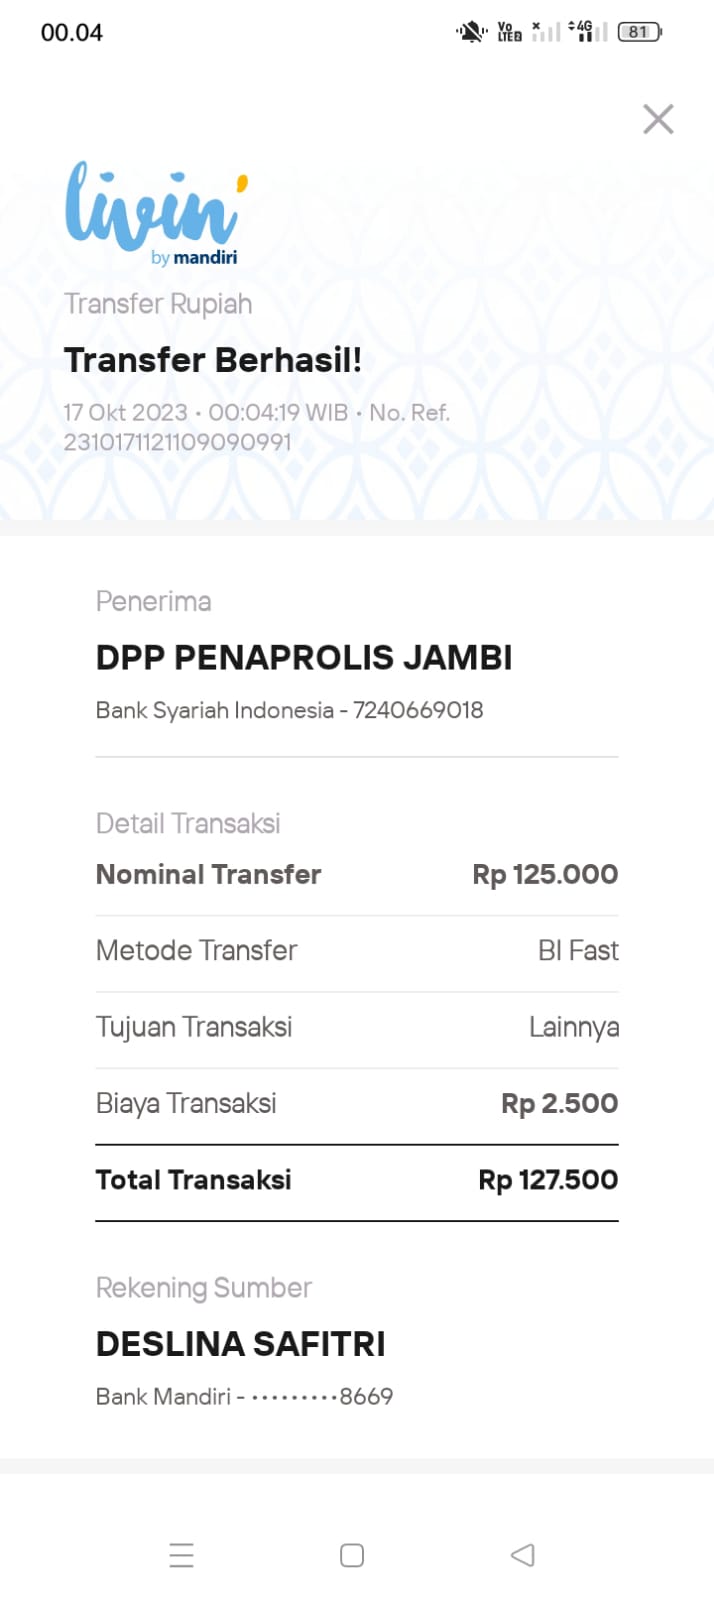 00.04
Vo
LTE2
4G
81
livin'
by mandiri
Transfer Rupiah
Transfer Berhasil!
17 Okt 2023 • 00:04:19 WIB • No. Ref.
2310171121109090991
Penerima
DPP PENAPROLIS JAMBI
Bank Syariah Indonesia - 7240669018
Detail Transaksi
Nominal Transfer Rp 125.000
Metode Transfer BI Fast
Tujuan Transaksi Lainnya
Biaya Transaksi Rp 2.500
Total Transaksi Rp 127.500
Rekening Sumber
DESLINA SAFITRI
Bank Mandiri - •••••••••8669